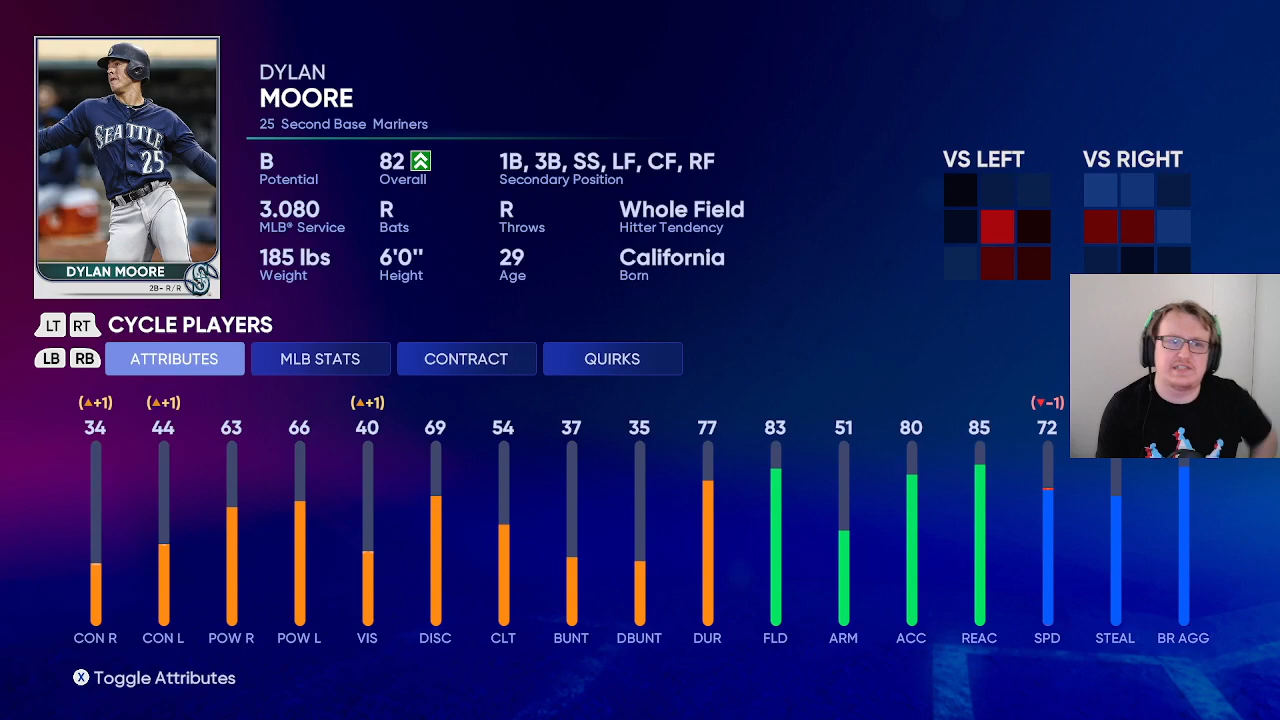 DYLAN
MOORE
25 Second Base Mariners
SEATTLE
25
DYLAN MOORE
2B- R/R
S
B
Potential
82
Overall
1B, 3B, SS, LF, CF, RF
Secondary Position
3.080
MLB® Service
R
Bats
R
Throws
Whole Field
Hitter Tendency
185 lbs
Weight
6'0"
Height
29
Age
California
Born
VS LEFT
VS RIGHT
LT RT CYCLE PLAYERS
LB RB ATTRIBUTES MLB STATS CONTRACT QUIRKS
(▲+1) (▲+1) (▲+1) (▼-1)
34 44 63 66 40 69 54 37 35 77 83 51 80 85 72
CON R CON L POW R POW L VIS DISC CLT BUNT DBUNT DUR FLD ARM ACC REAC SPD STEAL BR AGG
X Toggle Attributes